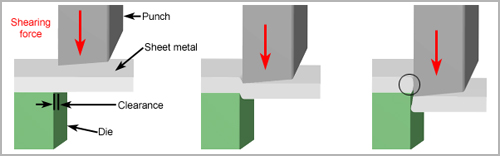 Shearing
force
Punch
Sheet metal
Clearance
Die